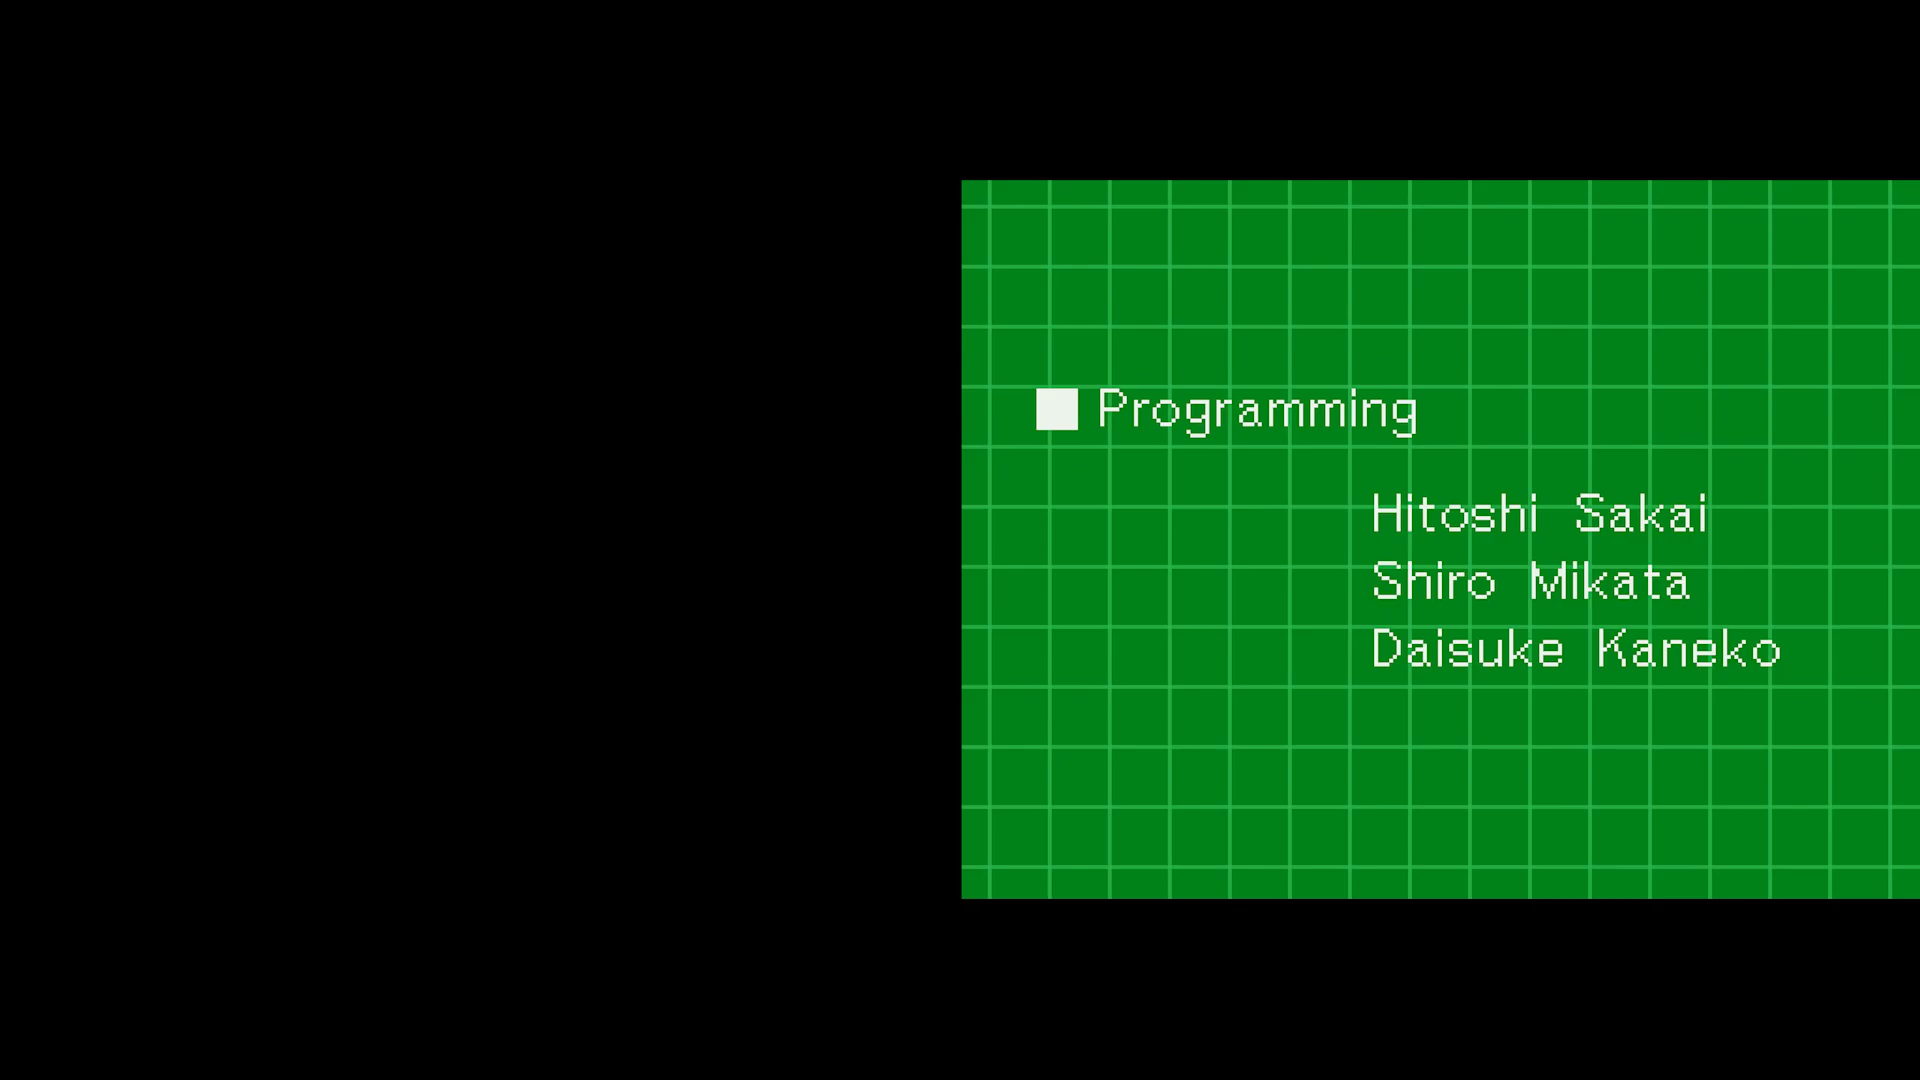 ■ Programming
Hitoshi Sakai
Shiro Mikata
Daisuke Kaneko